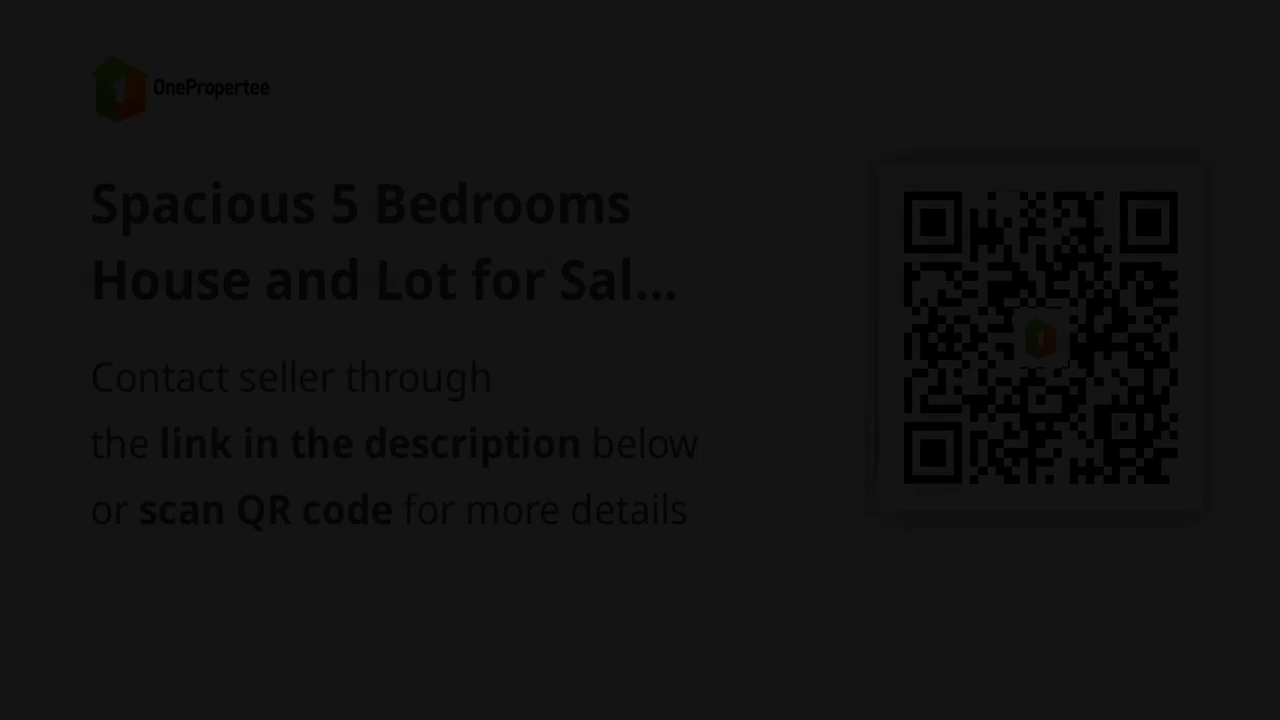 OnePropertee
Spacious 5 Bedrooms
House and Lot for Sal...
Contact seller through
the link in the description below
or scan QR code for more details